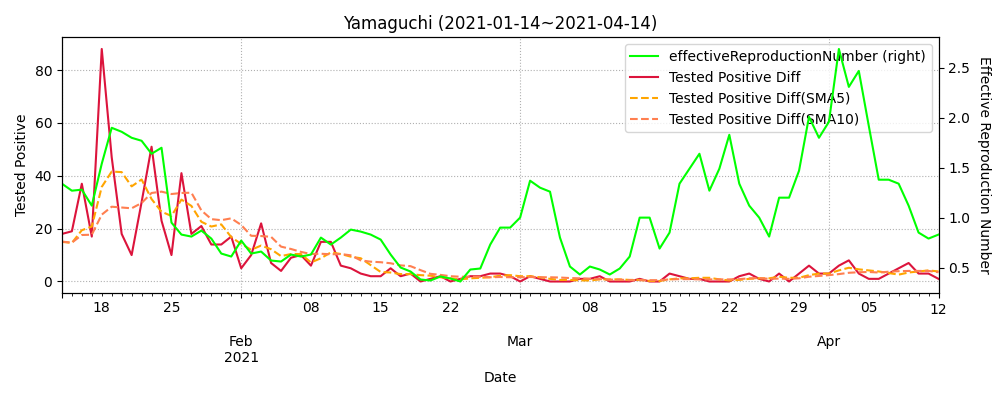 Yamaguchi (2021-01-14~2021-04-14)
effectiveReproductionNumber (right)
Tested Positive Diff
Tested Positive Diff(SMA5)
Tested Positive Diff(SMA10)
Tested Positive
80
60
40
20
0
Effective Reproduction Number
2.5
2.0
1.5
1.0
0.5
18 25 08 15 22 08 15 22 29 05 12
Feb Mar Apr
2021
Date